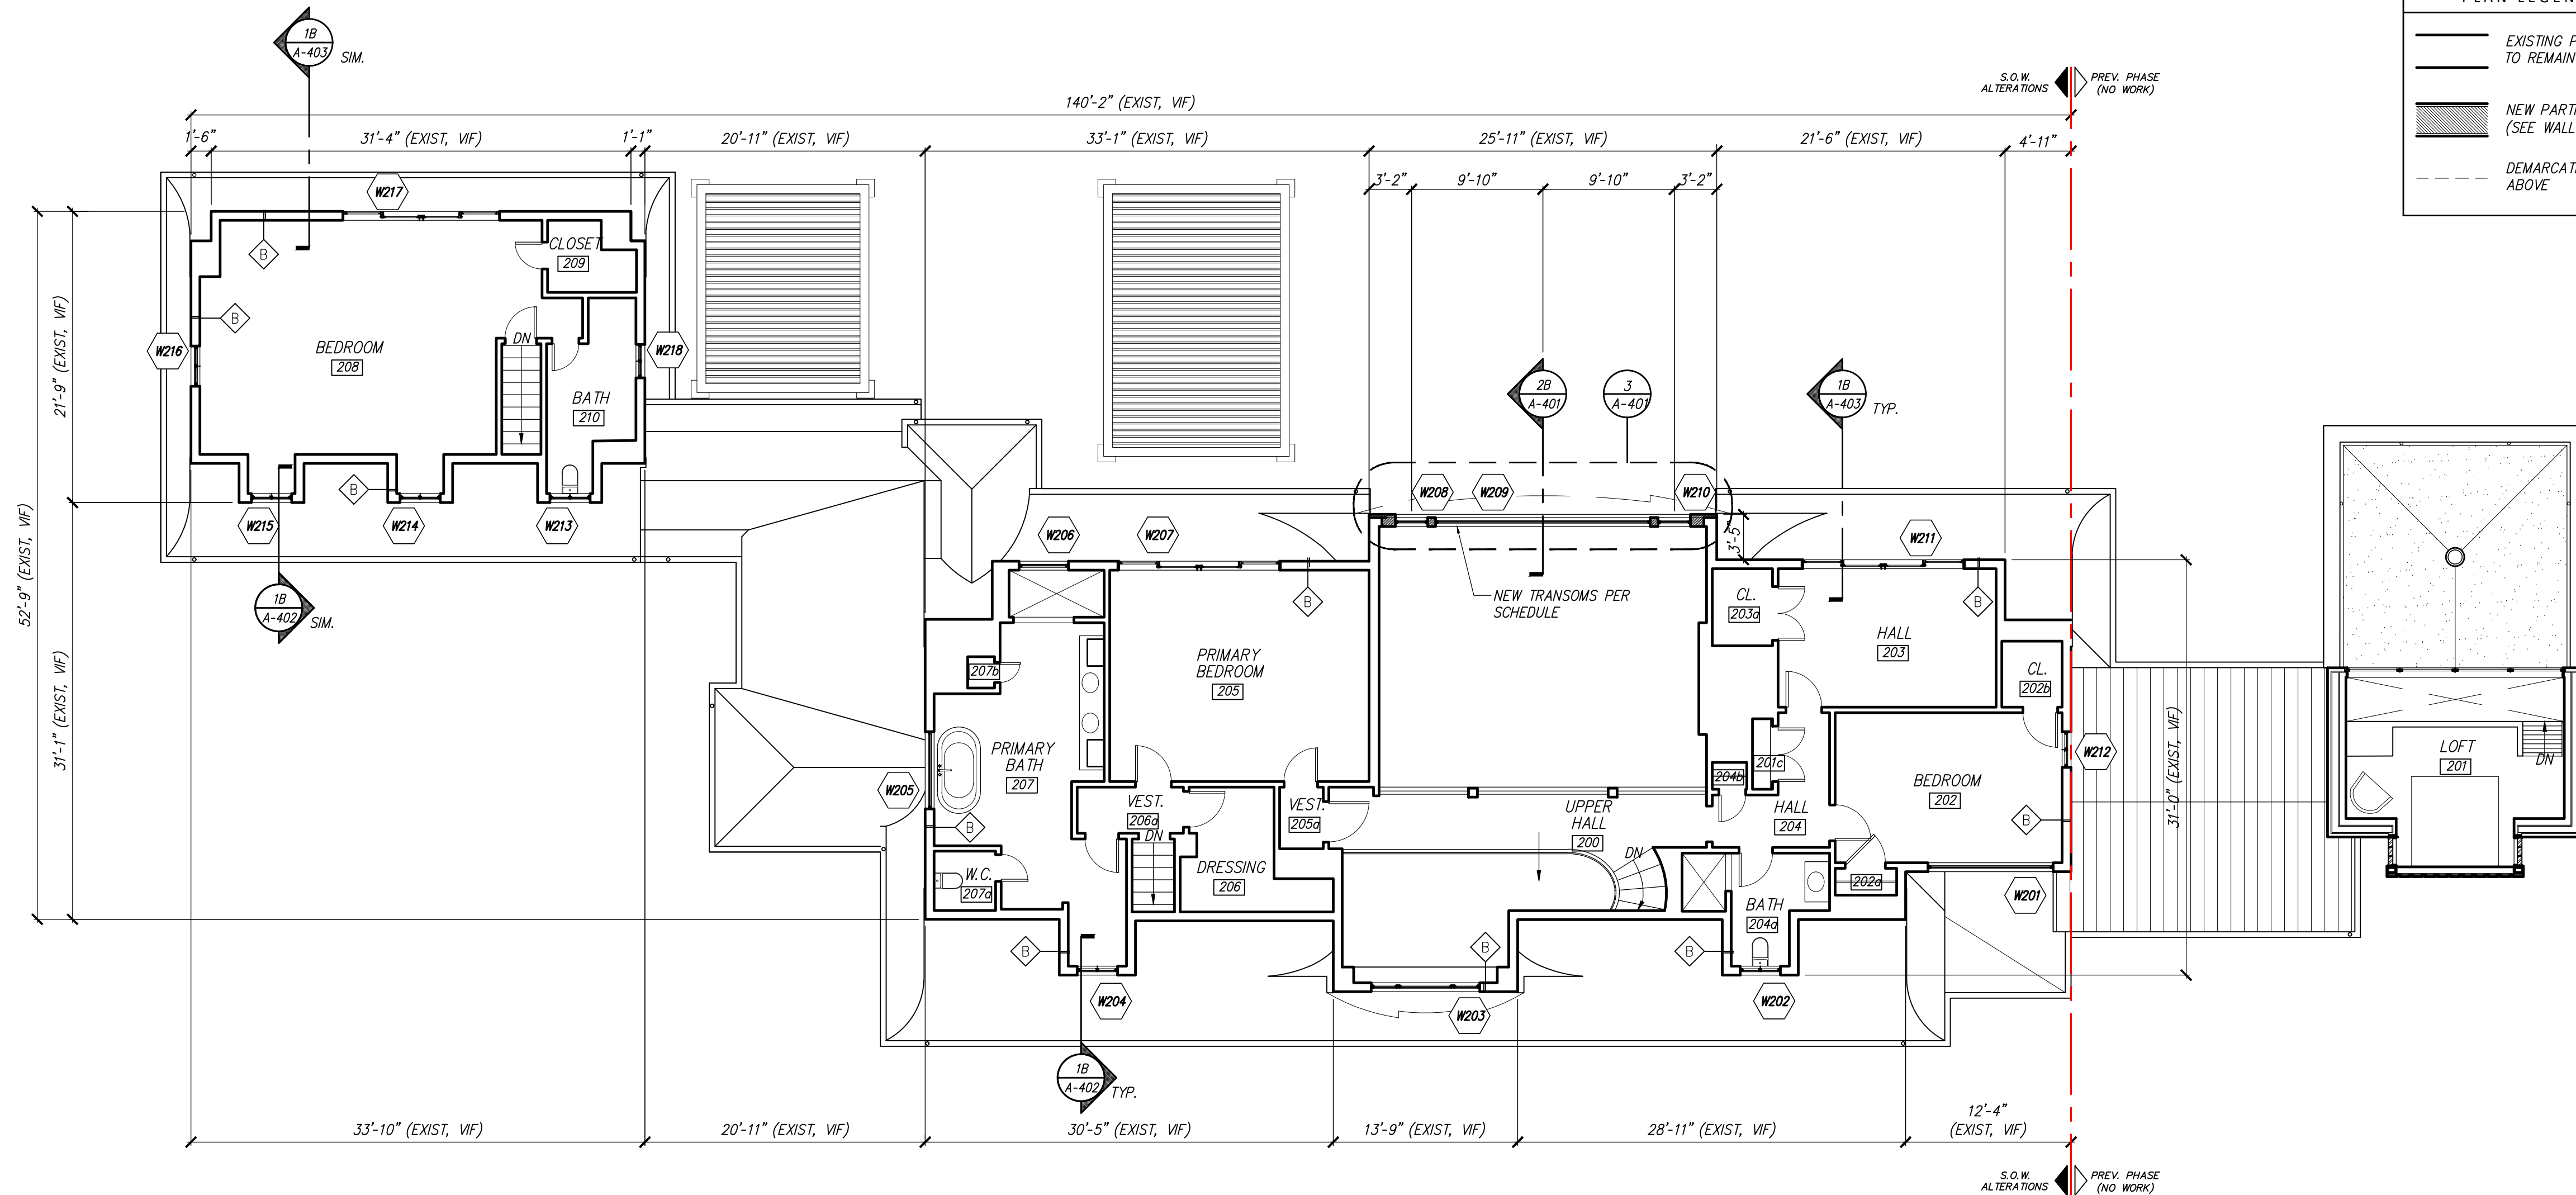 PLAN LEGEN
EXISTING P
TO REMAIN
NEW PARTI
(SEE WALL
DEMARCATI
ABOVE
1B
A-403
SIM.
S.O.W.
ALTERATIONS
PREV. PHASE
(NO WORK)
140'-2" (EXIST, VIF)
1'-6"
31'-4" (EXIST, VIF)
1'-1"
20'-11" (EXIST, VIF)
33'-1" (EXIST, VIF)
25'-11" (EXIST, VIF)
21'-6" (EXIST, VIF)
4'-11"
3'-2"
9'-10"
9'-10"
3'-2"
W217
CLOSET
209
B
B
W216
BEDROOM
208
DN
W218
BATH
210
B
W215
W214
W213
52'-9" (EXIST, VIF)
21'-9" (EXIST, VIF)
31'-1" (EXIST, VIF)
1B
A-402
SIM.
2B
A-401
3
A-401
1B
A-403
TYP.
W208
W209
W210
3'-5"
W206
W207
W211
B
B
NEW TRANSOMS PER
SCHEDULE
CL.
203a
HALL
203
CL.
202b
PRIMARY
BEDROOM
205
207b
PRIMARY
BATH
207
W205
B
VEST.
206a
DN
VEST.
205a
UPPER
HALL
200
DN
204b
201c
HALL
204
BEDROOM
202
B
W212
31'-0" (EXIST, VIF)
LOFT
201
DN
W.C.
207a
DRESSING
206
202a
BATH
204a
W201
B
B
B
W204
W203
W202
1B
A-402
TYP.
33'-10" (EXIST, VIF)
20'-11" (EXIST, VIF)
30'-5" (EXIST, VIF)
13'-9" (EXIST, VIF)
28'-11" (EXIST, VIF)
12'-4"
(EXIST, VIF)
S.O.W.
ALTERATIONS
PREV. PHASE
(NO WORK)